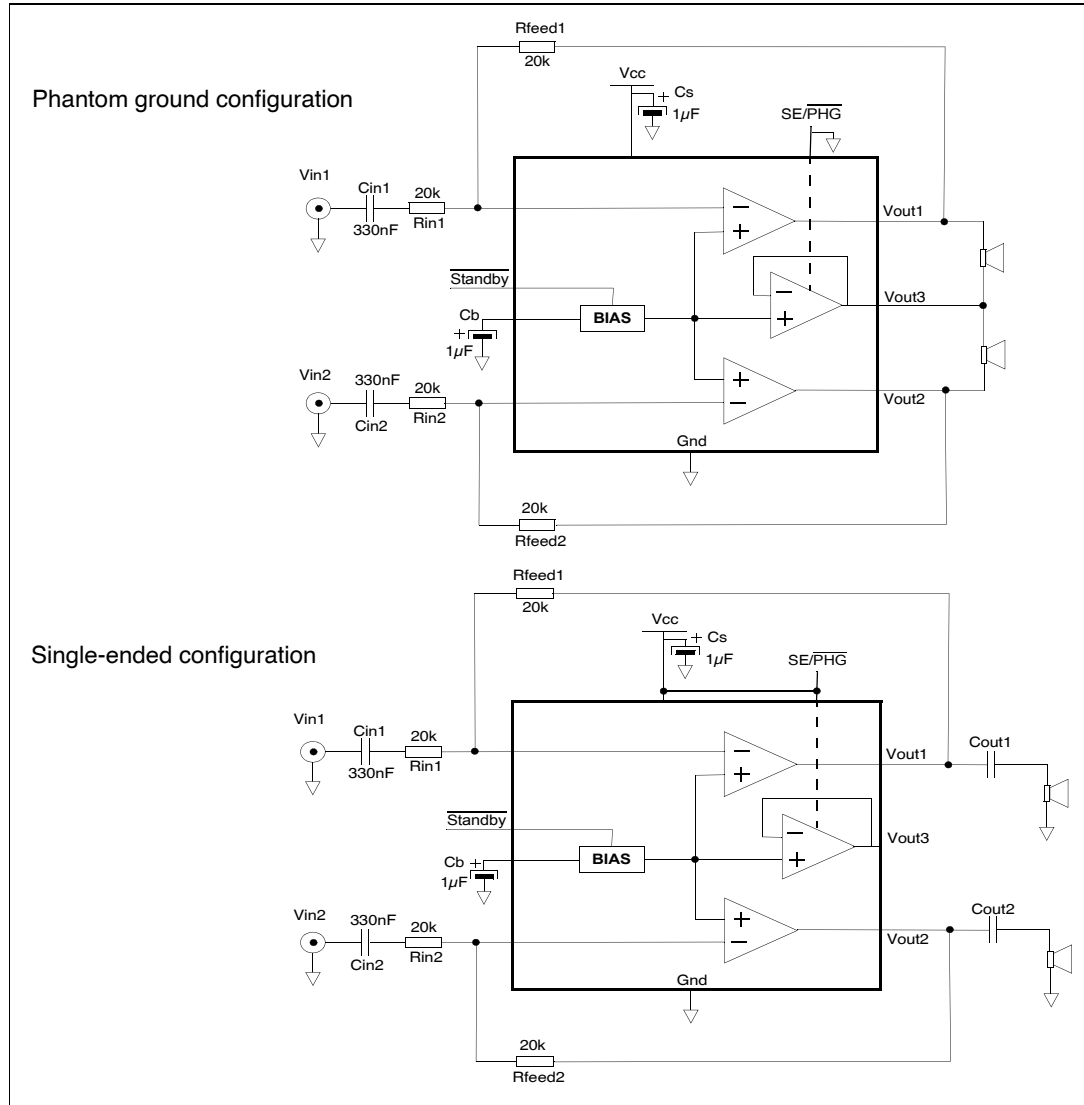 Phantom ground configuration
Rfeed1
20k
Vcc
+ Cs
1µF
SE/PHG
Vin1
Cin1
330nF
20k
Rin1
−
+
Vout1
Standby
Cb
+
1µF
BIAS
−
+
Vout3
Vin2
330nF
Cin2
20k
Rin2
+
−
Vout2
Gnd
20k
Rfeed2
Single-ended configuration
Rfeed1
20k
Vcc
+ Cs
1µF
SE/PHG
Vin1
Cin1
330nF
20k
Rin1
−
+
Vout1
Cout1
Standby
Cb +
1µF
BIAS
−
+
Vout3
Vin2
330nF
Cin2
20k
Rin2
+
−
Vout2
Cout2
Gnd
20k
Rfeed2